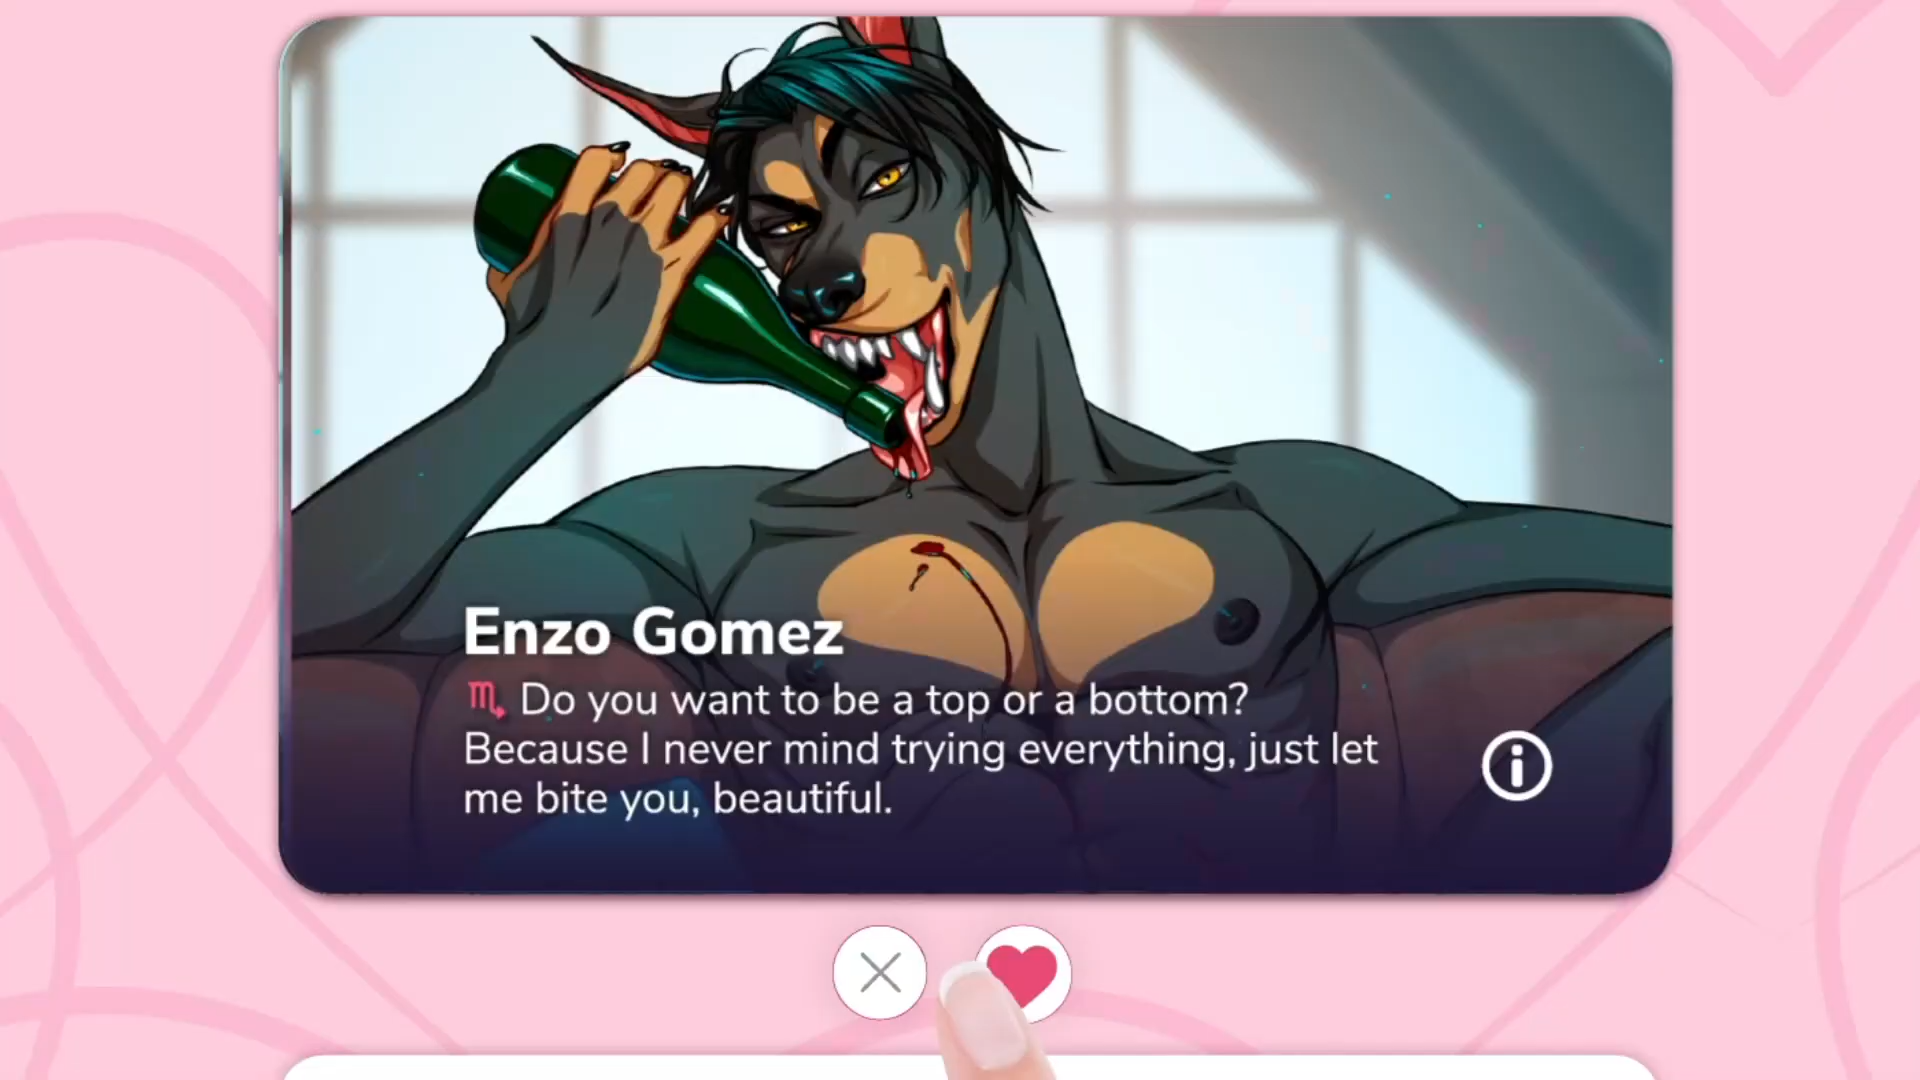 Enzo Gomez
♏ Do you want to be a top or a bottom?
Because I never mind trying everything, just let
me bite you, beautiful.